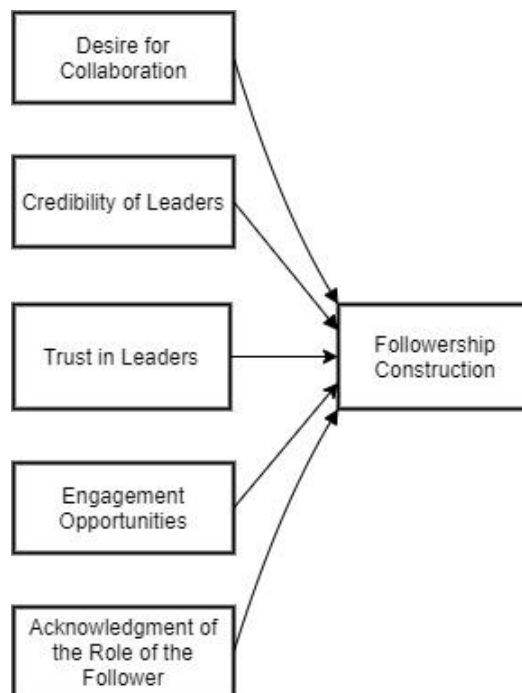 Desire for
Collaboration
Credibility of Leaders
Trust in Leaders
Followership
Construction
Engagement
Opportunities
Acknowledgment of
the Role of the
Follower